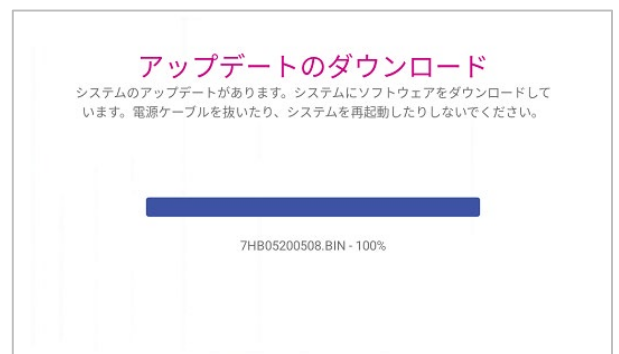 アップデートのダウンロード
システムのアップデートがあります。システムにソフトウェアをダウンロードして
います。電源ケーブルを抜いたり、システムを再起動したりしないでください。
7HB05200508.BIN - 100%